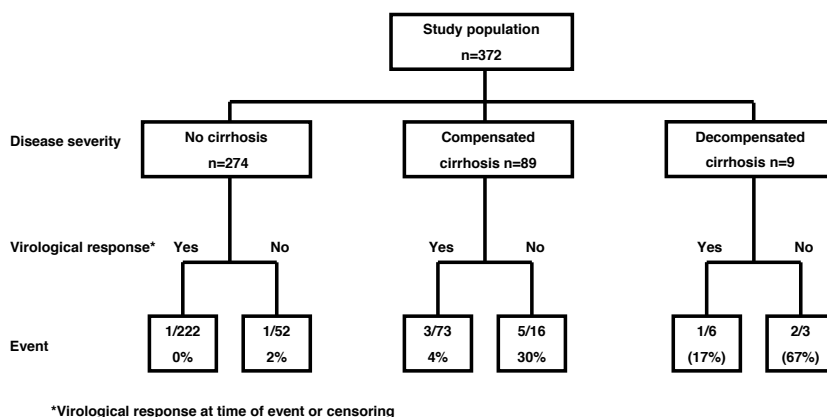 Study population
n=372
Disease severity
No cirrhosis
n=274
Compensated
cirrhosis n=89
Decompensated
cirrhosis n=9
Virological response* Yes No Yes No Yes No
Event
1/222
0%
1/52
2%
3/73
4%
5/16
30%
1/6
(17%)
2/3
(67%)
*Virological response at time of event or censoring